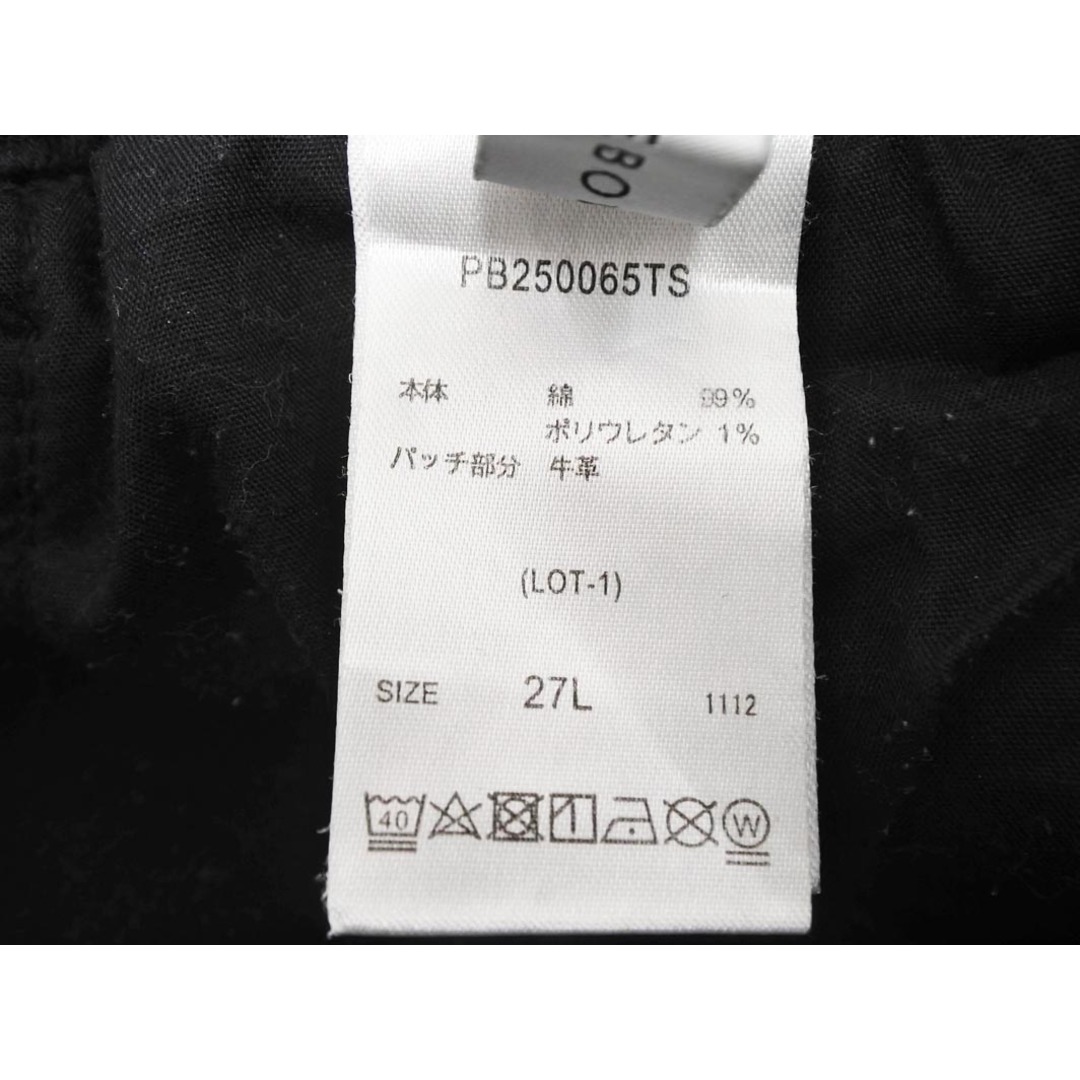 PB250065TS
本体 綿 99%
ポリウレタン 1%
パッチ部分 牛革
(LOT-1)
SIZE 27L 1112
40 W